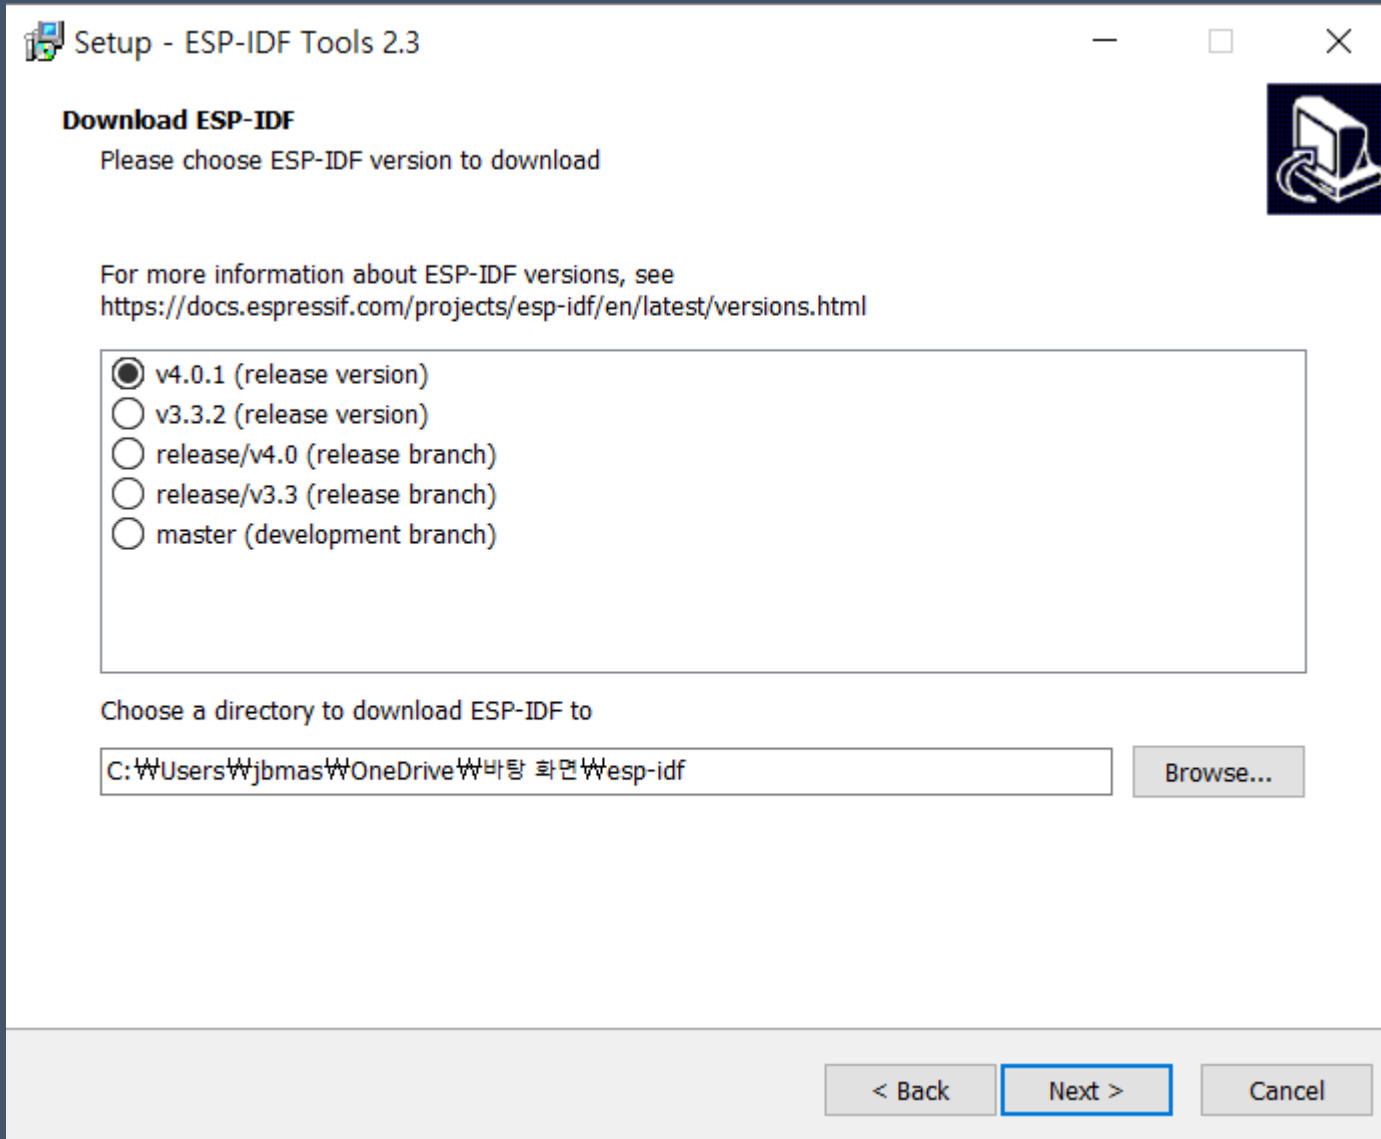 Setup - ESP-IDF Tools 2.3
Download ESP-IDF
Please choose ESP-IDF version to download
For more information about ESP-IDF versions, see
https://docs.espressif.com/projects/esp-idf/en/latest/versions.html
v4.0.1 (release version)
v3.3.2 (release version)
release/v4.0 (release branch)
release/v3.3 (release branch)
master (development branch)
Choose a directory to download ESP-IDF to
C:₩Users₩jbmas₩OneDrive₩바탕 화면₩esp-idf
Browse...
< Back
Next >
Cancel